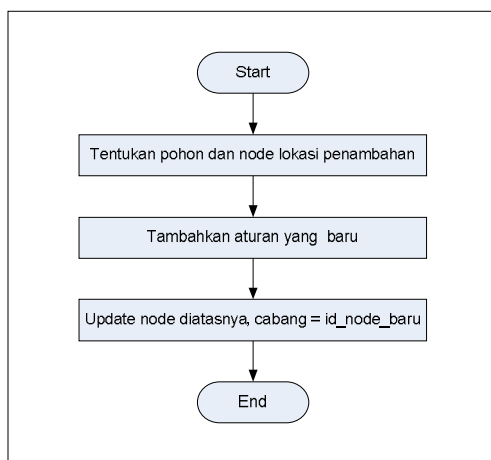 Start
Tentukan pohon dan node lokasi penambahan
Tambahkan aturan yang baru
Update node diatasnya, cabang = id_node_baru
End